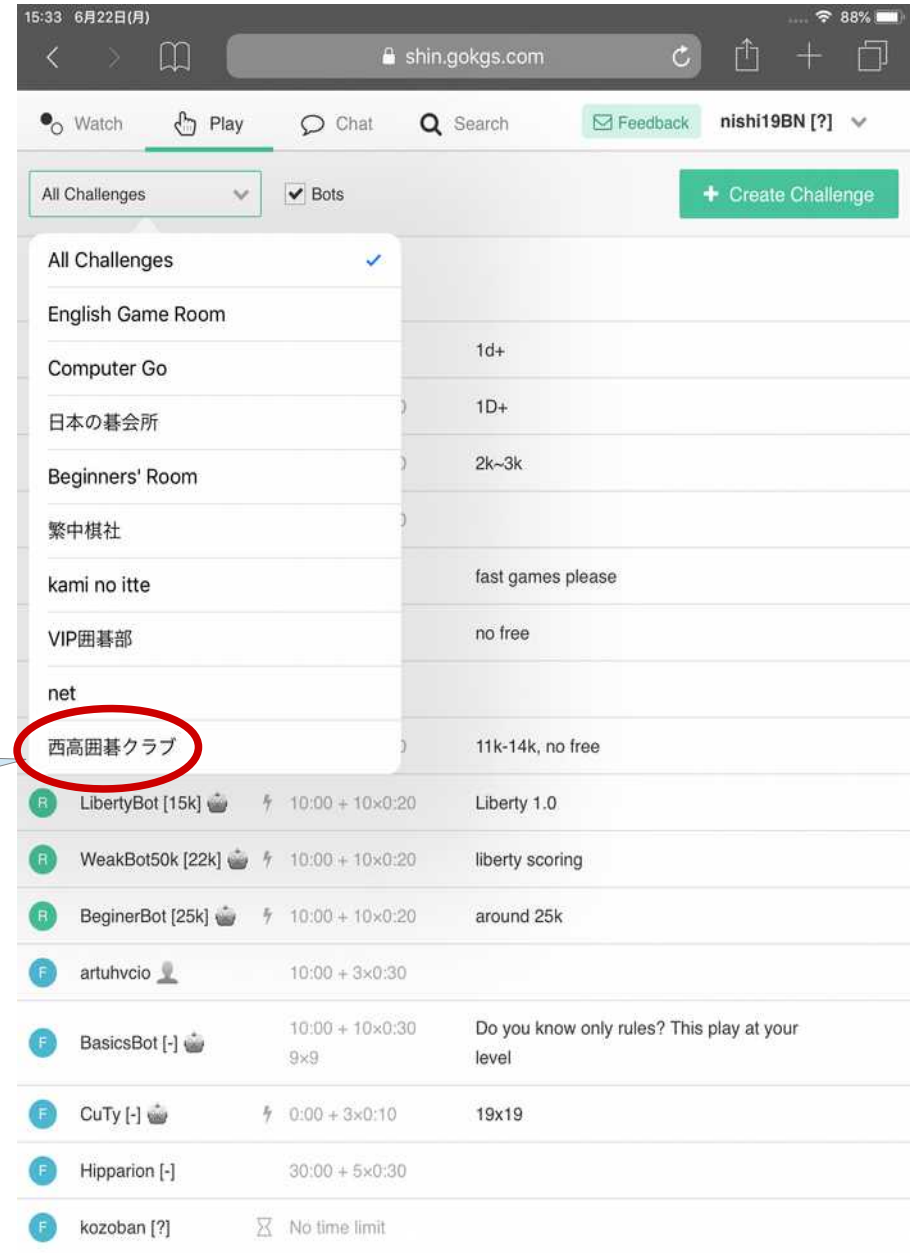 15:33 6月22日(月) 88%
shin.gokgs.com
Watch Play Chat Search Feedback nishi19BN [?]
All Challenges Bots + Create Challenge
All Challenges
English Game Room
1d+
Computer Go
日本の碁会所
1D+
Beginners' Room
2k~3k
繁中棋社
kami no itte
fast games please
VIP囲碁部
no free
net
西高囲碁クラブ
11k-14k, no free
R LibertyBot [15k] 10:00 + 10×0:20 Liberty 1.0
R WeakBot50k [22k] 10:00 + 10×0:20 liberty scoring
R BeginerBot [25k] 10:00 + 10×0:20 around 25k
F artuhvcio 10:00 + 3×0:30
F BasicsBot [-] 10:00 + 10×0:30 Do you know only rules? This play at your
9×9 level
F CuTy [-] 0:00 + 3×0:10 19x19
F Hipparion [-] 30:00 + 5×0:30
F kozoban [?] No time limit